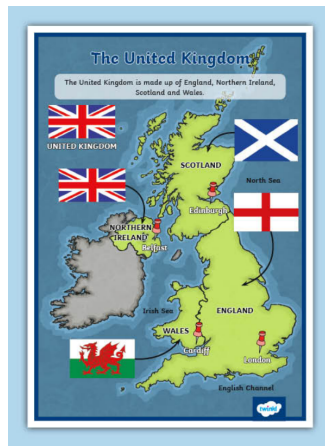 The United Kingdom
The United Kingdom is made up of England, Northern Ireland,
Scotland and Wales.
UNITED KINGDOM
SCOTLAND
North Sea
Edinburgh
NORTHERN
IRELAND
Belfast
Irish Sea
ENGLAND
WALES
Cardiff
London
English Channel
twinkl